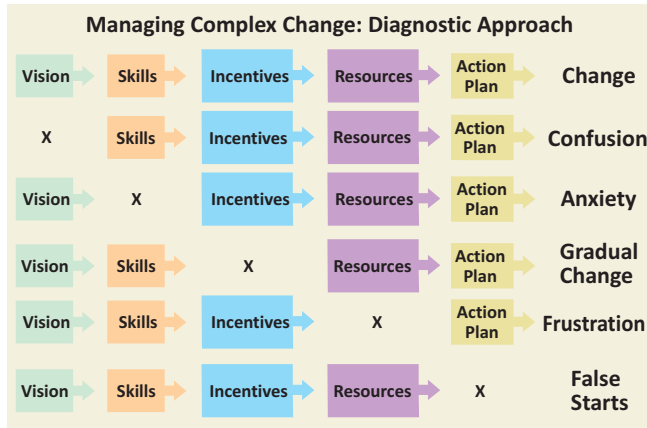 Managing Complex Change: Diagnostic Approach
Vision Skills Incentives Resources Action Plan Change
X Skills Incentives Resources Action Plan Confusion
Vision X Incentives Resources Action Plan Anxiety
Vision Skills X Resources Action Plan Gradual Change
Vision Skills Incentives X Action Plan Frustration
Vision Skills Incentives Resources X False Starts